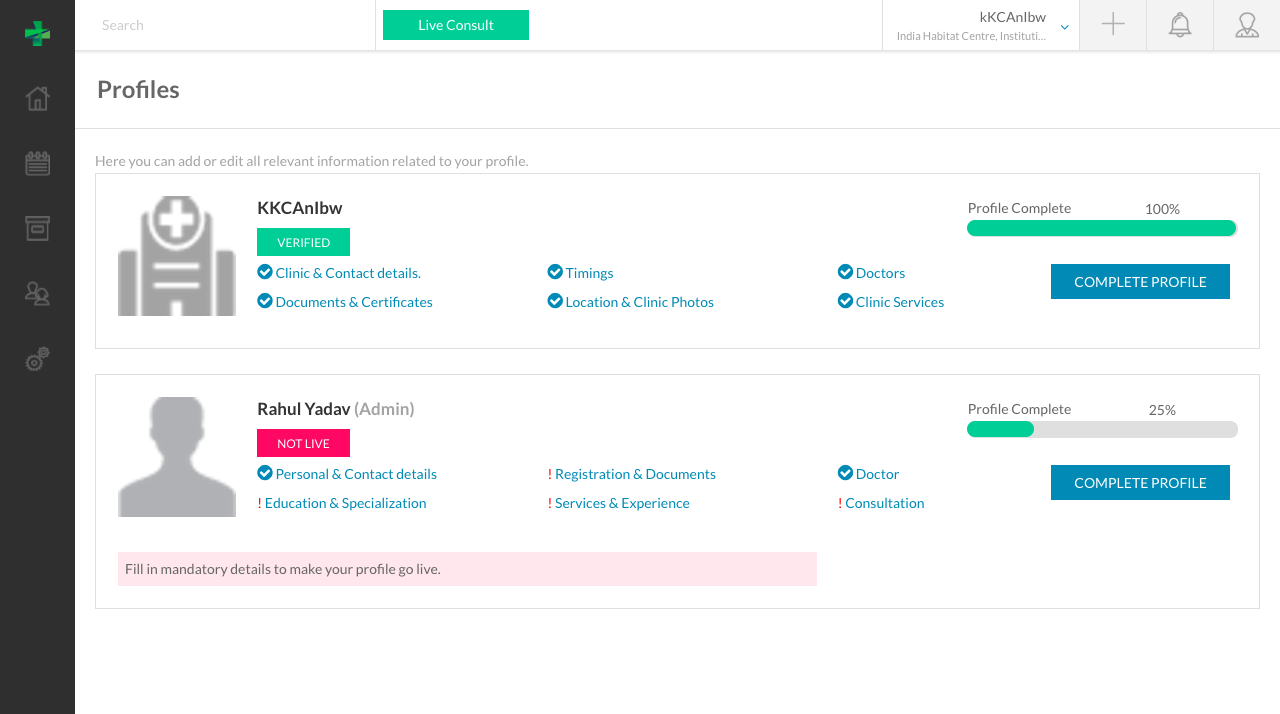 Search
Live Consult
kKCAnIbw
India Habitat Centre, Instituti...
Profiles
Here you can add or edit all relevant information related to your profile.
KKCAnIbw
Profile Complete 100%
VERIFIED
Clinic & Contact details. Timings Doctors
COMPLETE PROFILE
Documents & Certificates Location & Clinic Photos Clinic Services
Rahul Yadav (Admin)
Profile Complete 25%
NOT LIVE
Personal & Contact details ! Registration & Documents Doctor
COMPLETE PROFILE
! Education & Specialization ! Services & Experience ! Consultation
Fill in mandatory details to make your profile go live.